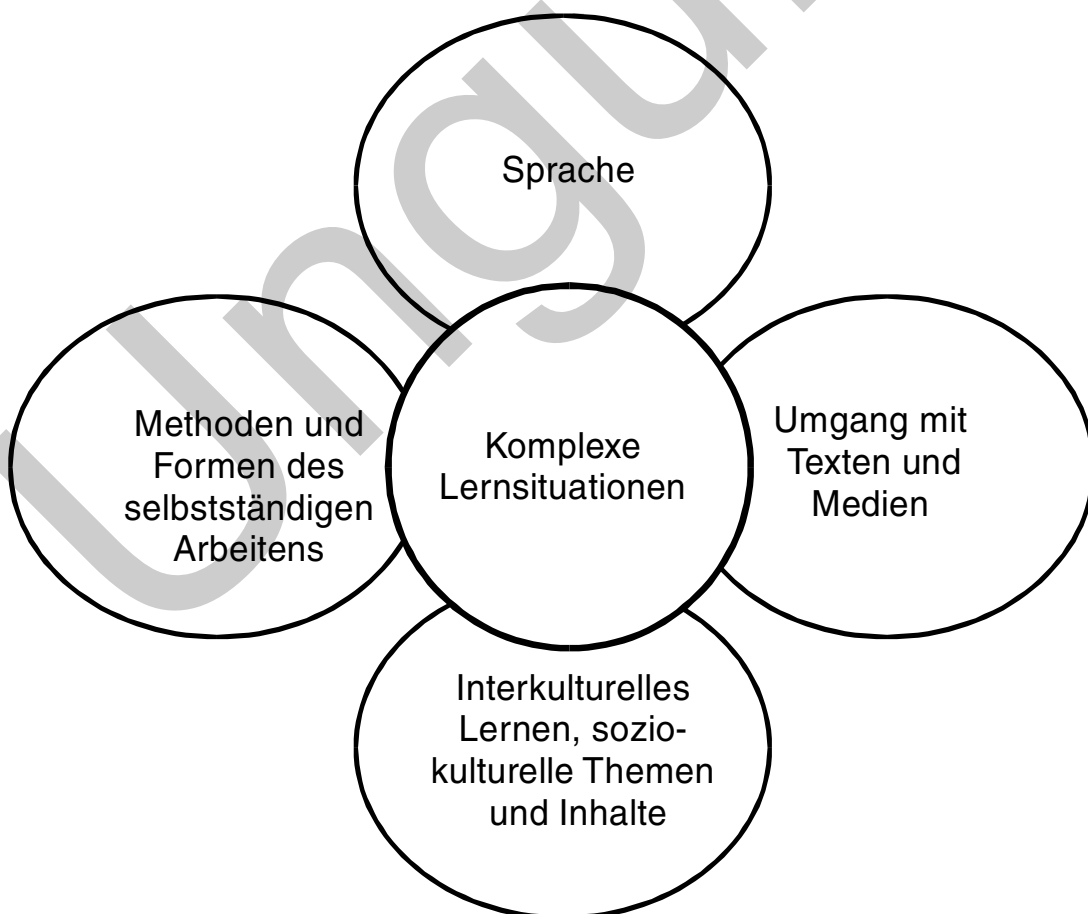 Sprache
Methoden und
Formen des
selbstständigen
Arbeitens
Komplexe
Lernsituationen
Umgang mit
Texten und
Medien
Interkulturelles
Lernen, sozio-
kulturelle Themen
und Inhalte